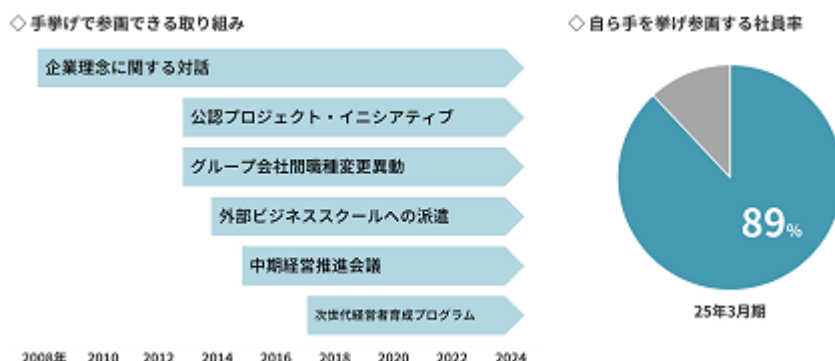 ◇ 手挙げで参画できる取り組み
企業理念に関する対話
公認プロジェクト・イニシアティブ
グループ会社間職種変更異動
外部ビジネススクールへの派遣
中期経営推進会議
次世代経営者育成プログラム
2008年 2010 2012 2014 2016 2018 2020 2022 2024
◇ 自ら手を挙げ参画する社員率
89%
25年3月期